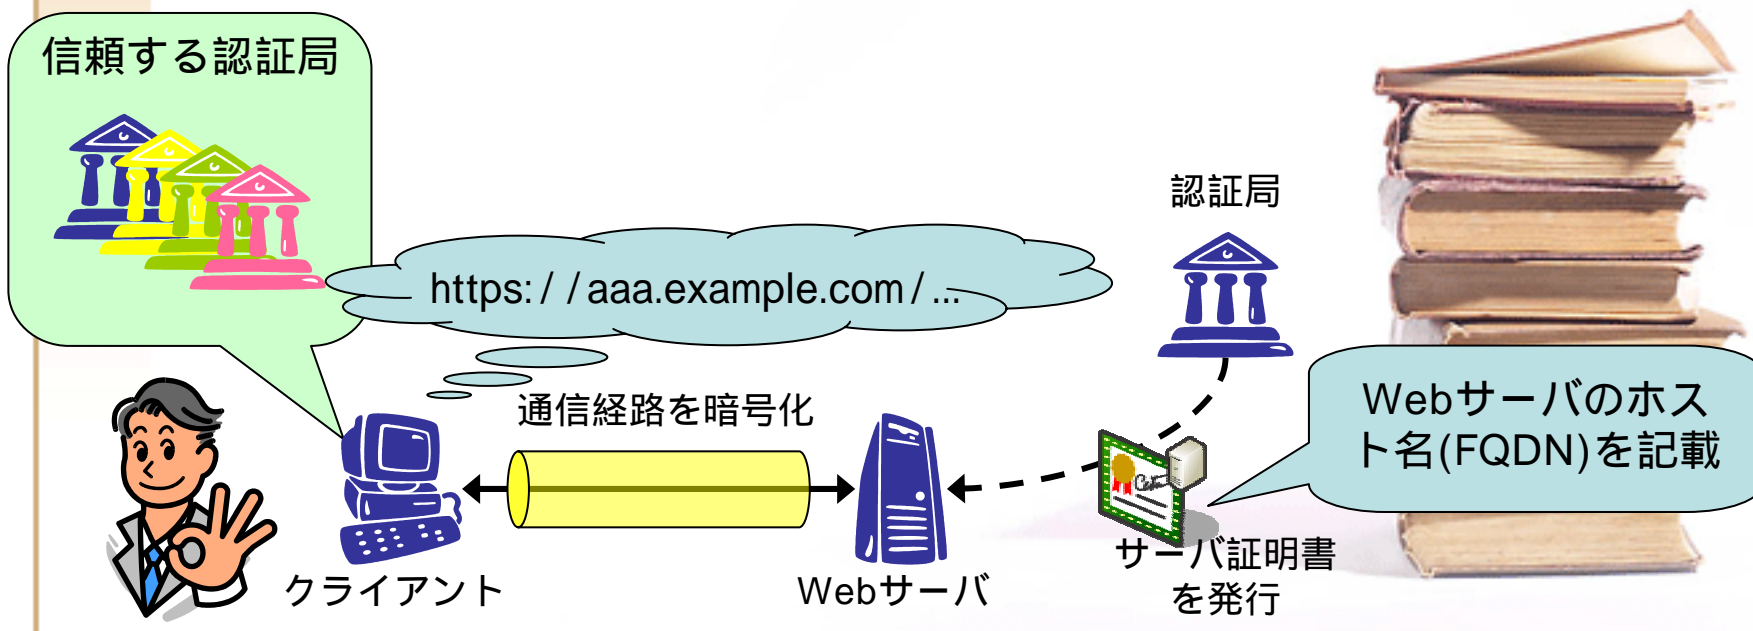 信頼する認証局
認証局
https://aaa.example.com/...
通信経路を暗号化
Webサーバのホス
ト名(FQDN)を記載
クライアント
Webサーバ
サーバ証明書
を発行